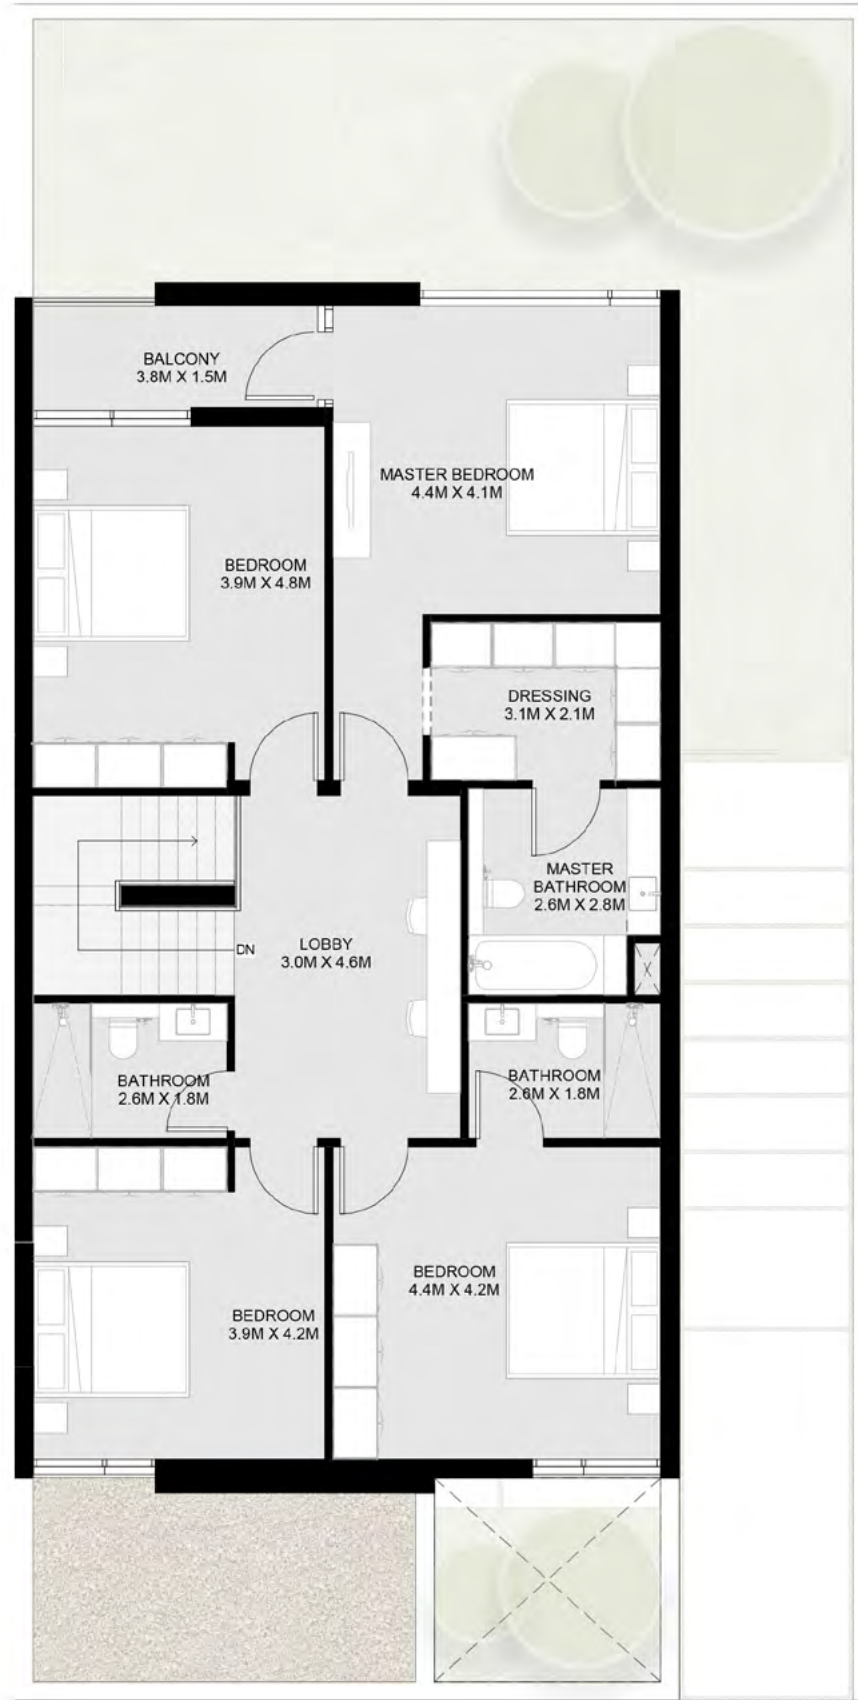 BALCONY
3.8M X 1.5M
MASTER BEDROOM
4.4M X 4.1M
BEDROOM
3.9M X 4.8M
DRESSING
3.1M X 2.1M
MASTER
BATHROOM
2.6M X 2.8M
LOBBY
3.0M X 4.6M
DN
BATHROOM
2.6M X 1.8M
BATHROOM
2.6M X 1.8M
BEDROOM
4.4M X 4.2M
BEDROOM
3.9M X 4.2M